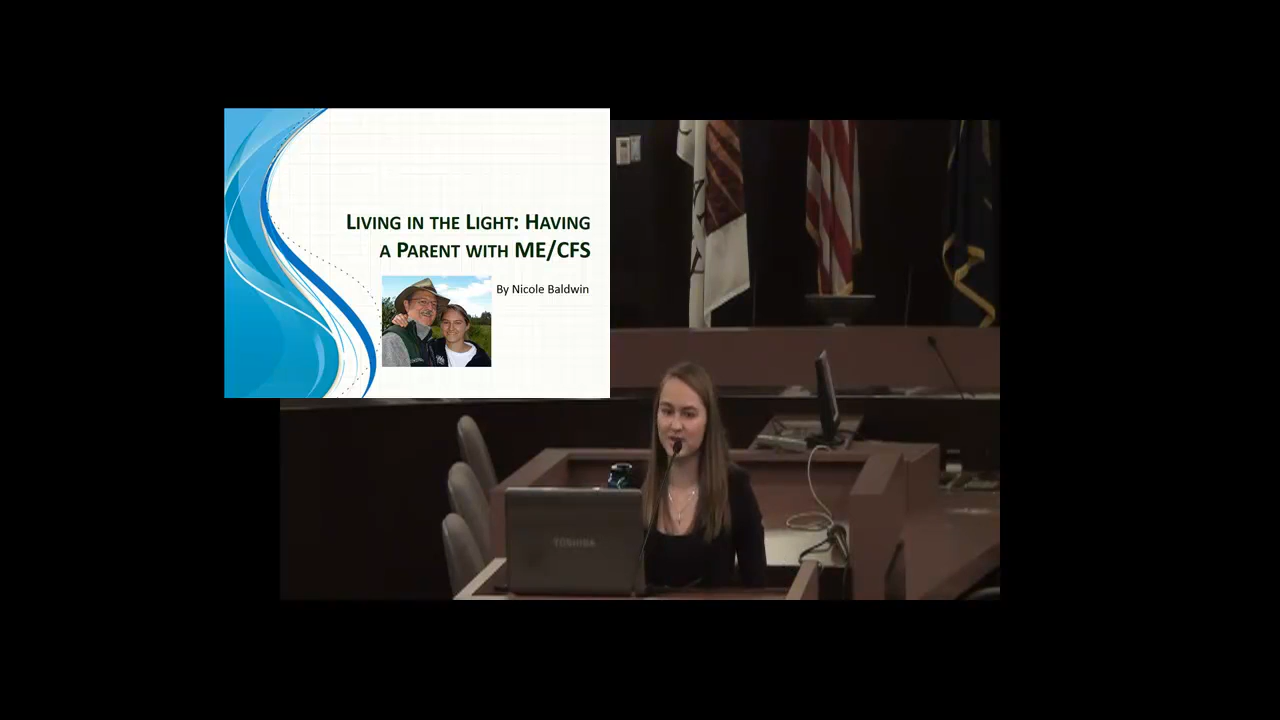 Living in the Light: Having
a Parent with ME/CFS
By Nicole Baldwin
TOSHIBA